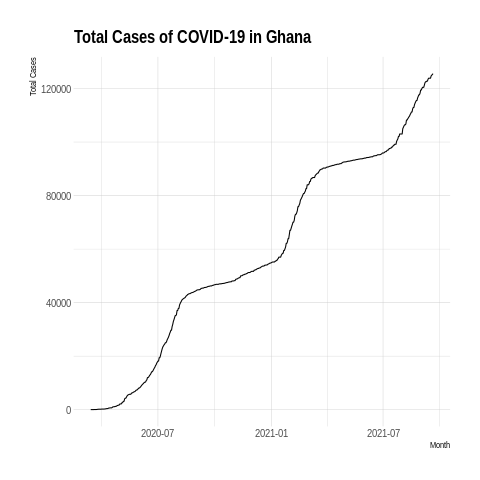 Total Cases of COVID-19 in Ghana
Total Cases
120000
80000
40000
0
2020-07
2021-01
2021-07
Month